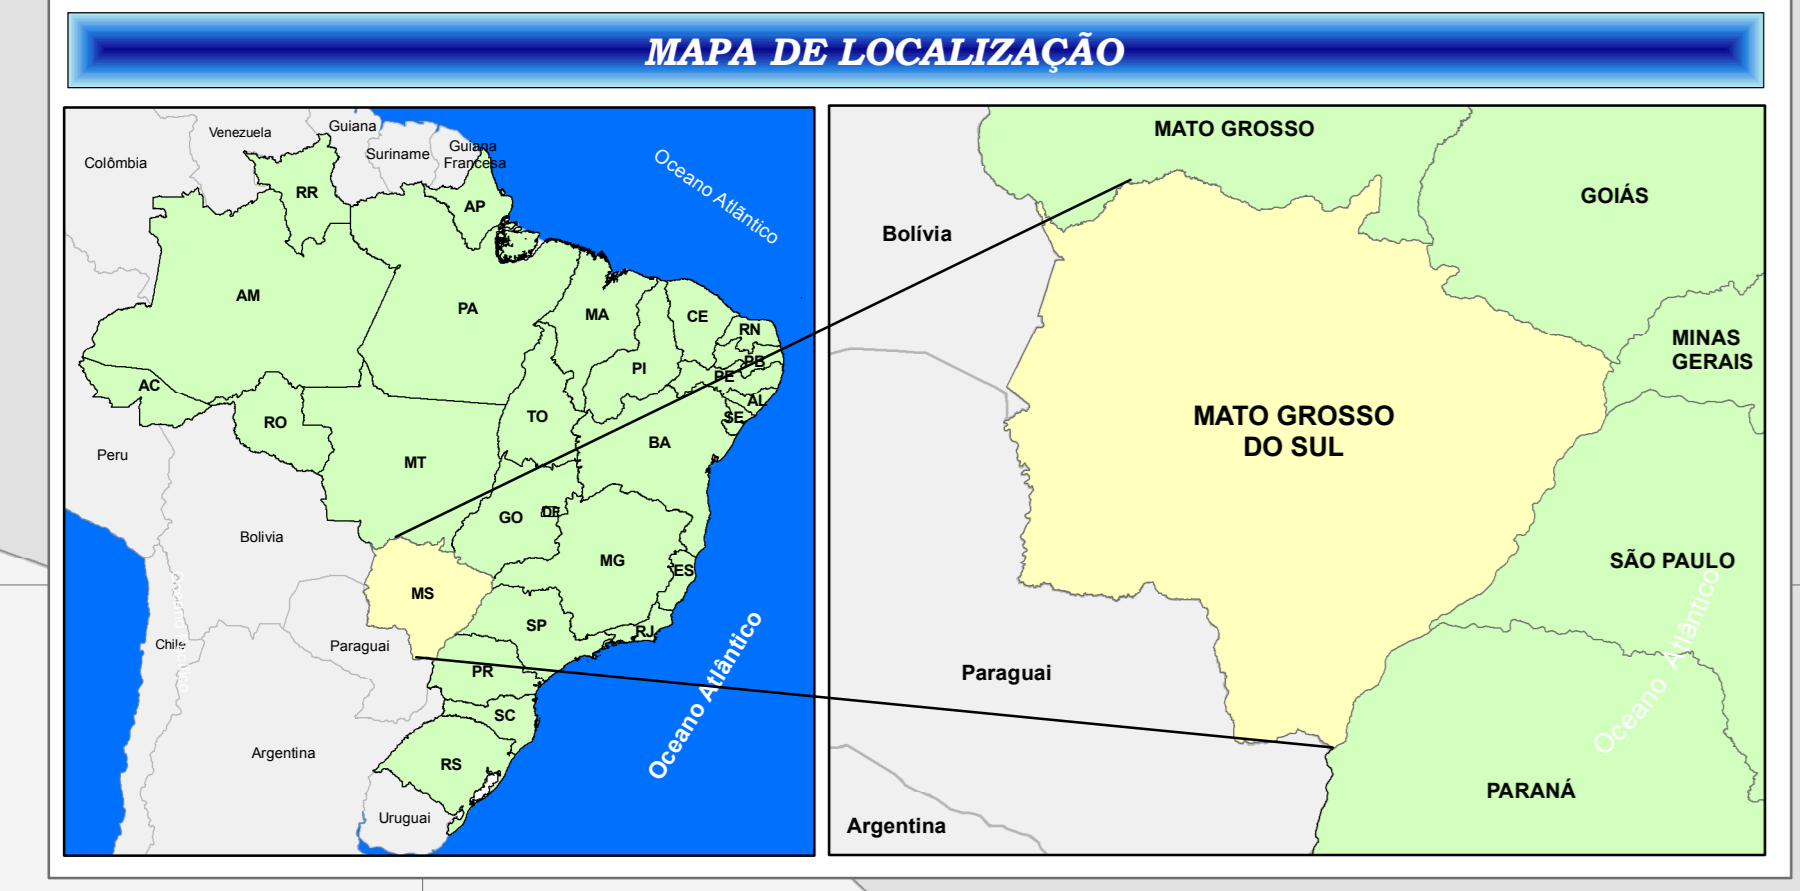 MAPA DE LOCALIZAÇÃO
Venezuela
Guiana
Suriname
Guiana
Francesa
Colômbia
Oceano Atlântico
RR
AP
AM
PA
MA
CE
RN
PB
PI
PE
AC
AL
SE
TO
RO
BA
Peru
MT
GO
DF
Bolivia
MG
ES
MS
SP
RJ
Chile
Paraguai
PR
SC
Oceano Atlântico
Argentina
RS
Uruguai
MATO GROSSO
GOIÁS
Bolívia
MINAS
GERAIS
MATO GROSSO
DO SUL
SÃO PAULO
Paraguai
Oceano Atlântico
PARANÁ
Argentina